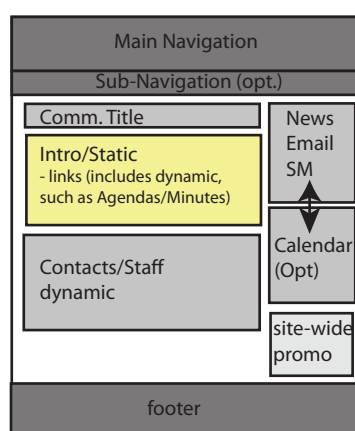 Main Navigation
Sub-Navigation (opt.)
Comm. Title
Intro/Static
- links (includes dynamic,
such as Agendas/Minutes)
Contacts/Staff
dynamic
News
Email
SM
Calendar
(Opt)
site-wide
promo
footer